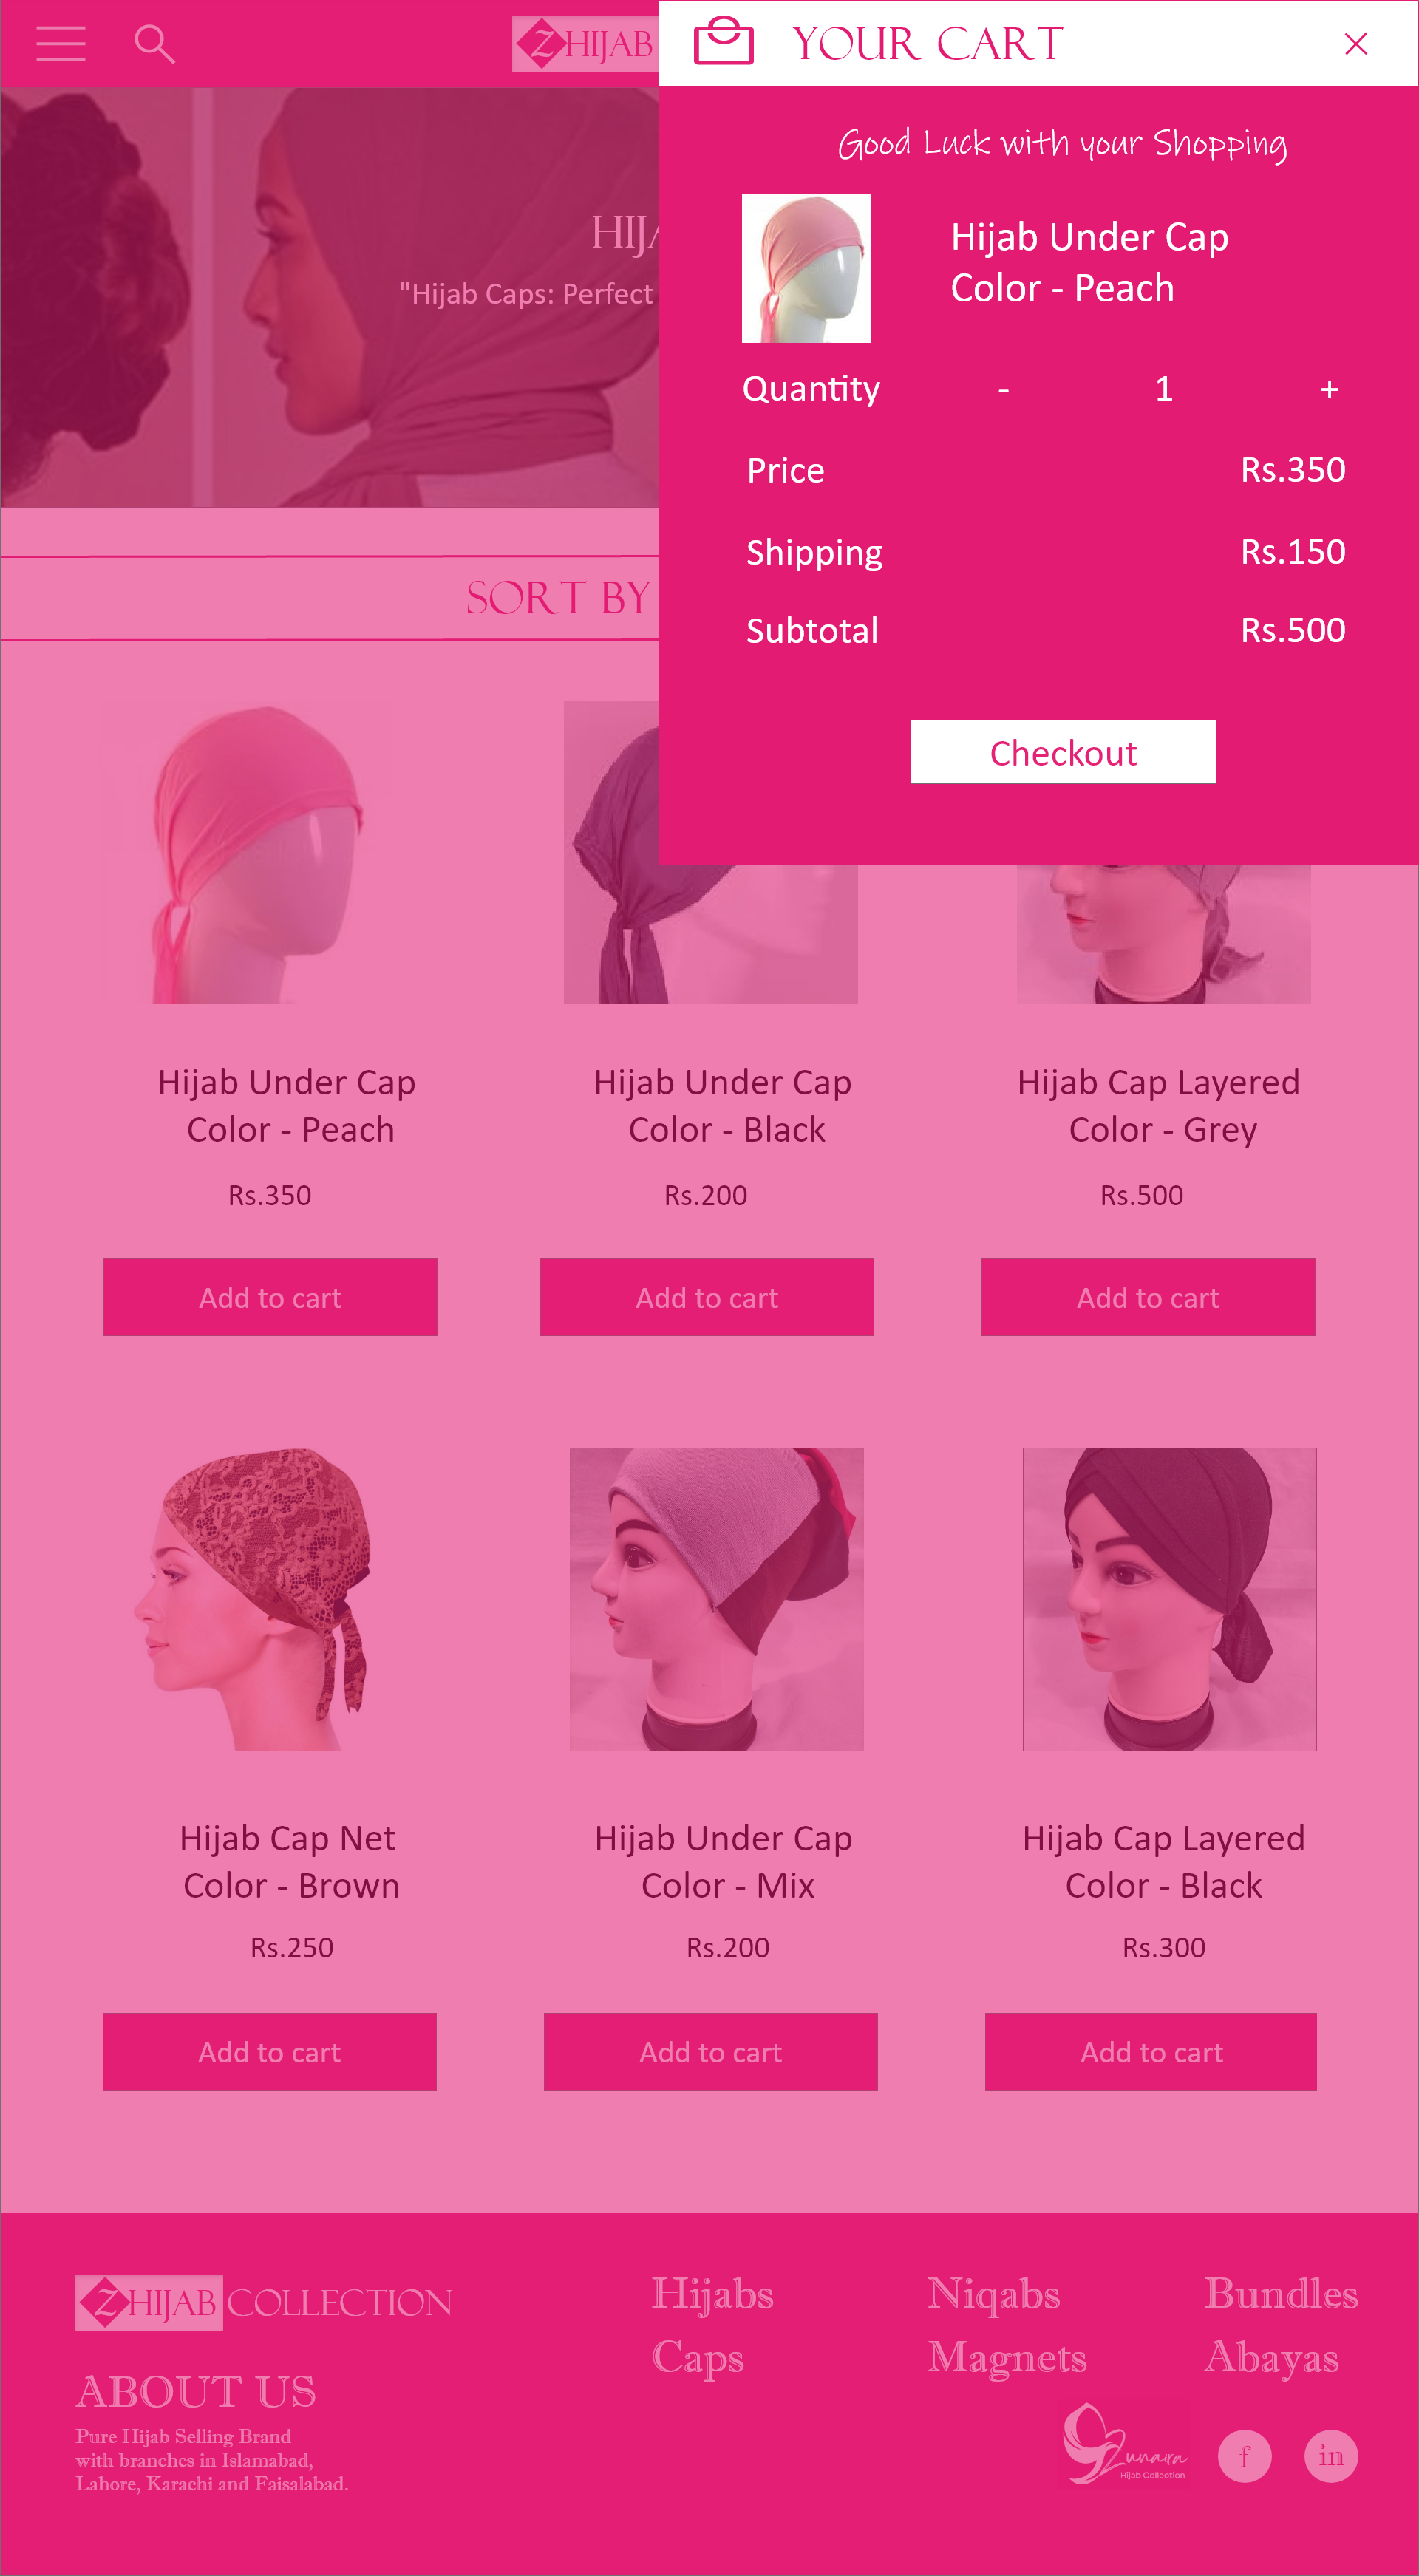 Z HIJAB
YOUR CART
Good Luck with your Shopping
HIJA
"Hijab Caps: Perfect
Hijab Under Cap
Color - Peach
Quantity - 1 +
Price Rs.350
Shipping Rs.150
Subtotal Rs.500
SORT BY
Checkout
Hijab Under Cap
Color - Peach
Rs.350
Add to cart
Hijab Under Cap
Color - Black
Rs.200
Add to cart
Hijab Cap Layered
Color - Grey
Rs.500
Add to cart
Hijab Cap Net
Color - Brown
Rs.250
Add to cart
Hijab Under Cap
Color - Mix
Rs.200
Add to cart
Hijab Cap Layered
Color - Black
Rs.300
Add to cart
Z HIJAB COLLECTION
ABOUT US
Pure Hijab Selling Brand
with branches in Islamabad,
Lahore, Karachi and Faisalabad.
Hijabs Niqabs Bundles
Caps Magnets Abayas
Zunaira
Hijab Collection
f in